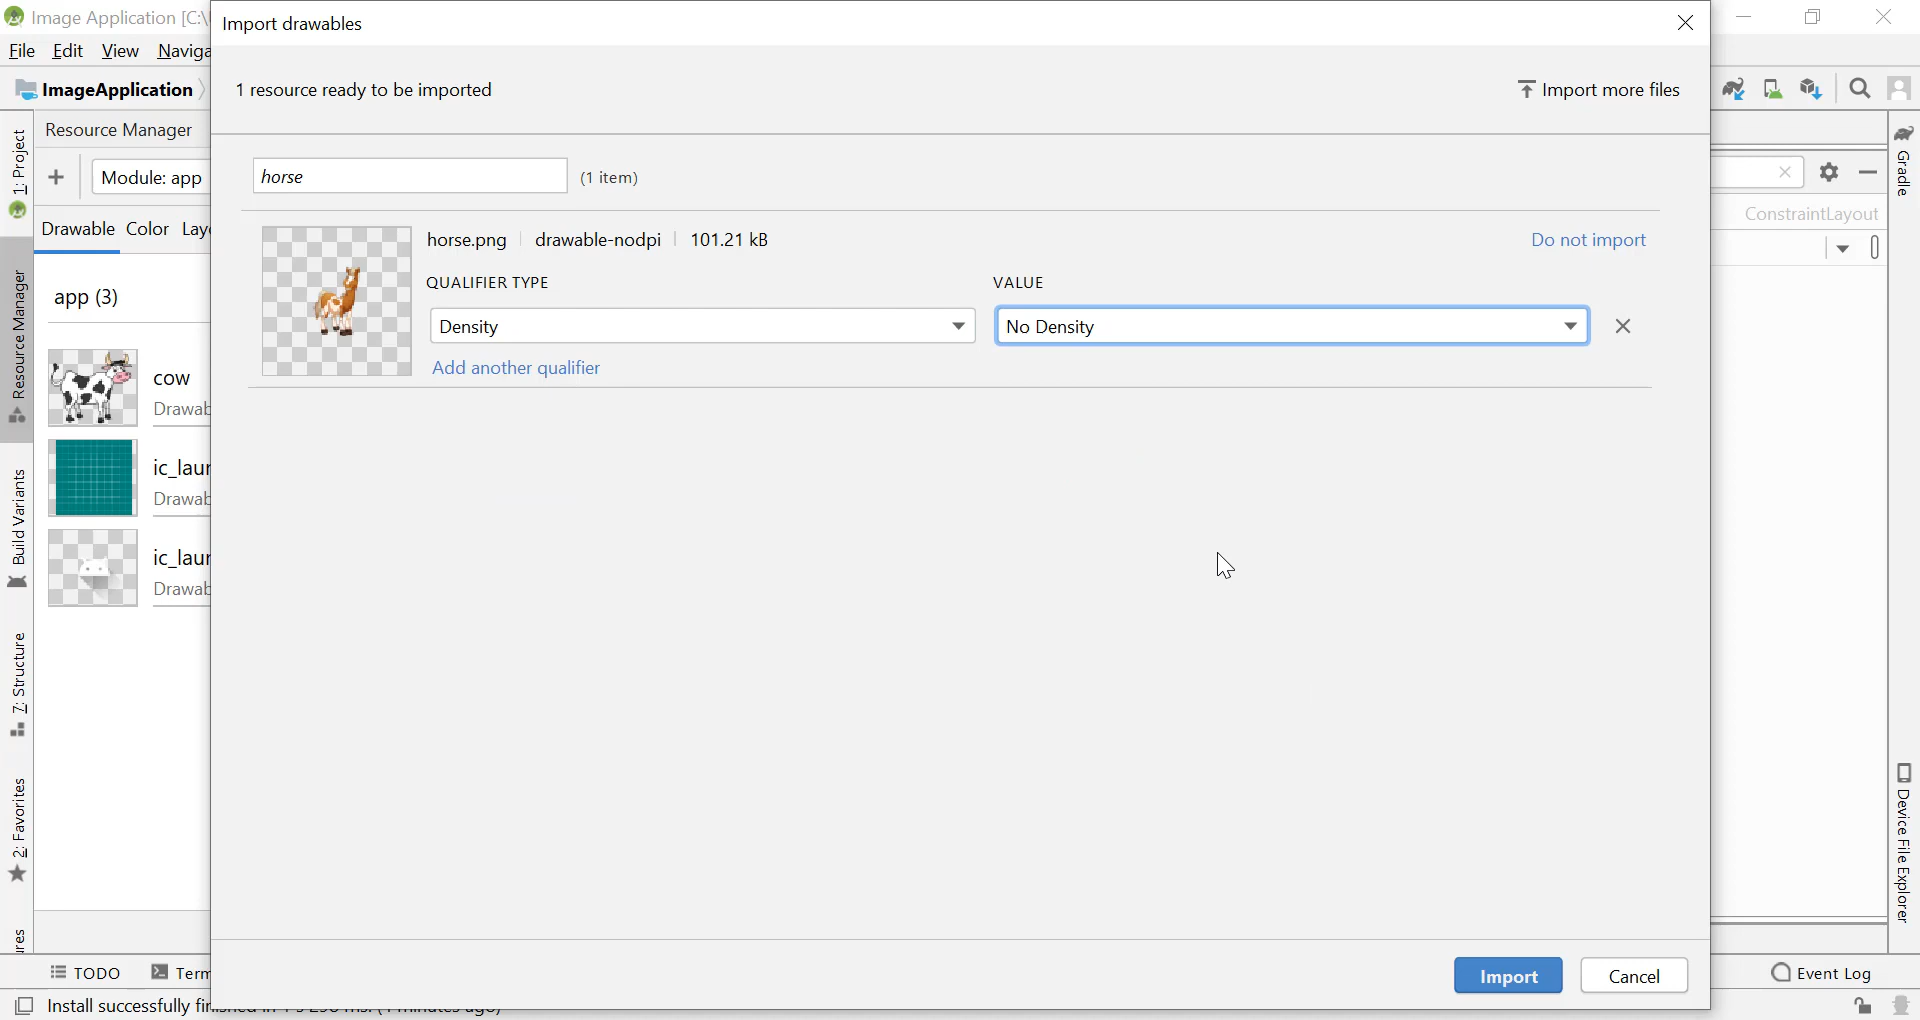 Image Application [C:\
Import drawables
File Edit View Naviga
ImageApplication
1 resource ready to be imported
Import more files
Resource Manager
Module: app
horse
(1 item)
ConstraintLayout
Drawable Color Lay
horse.png drawable-nodpi 101.21 kB
Do not import
QUALIFIER TYPE
VALUE
app (3)
Density
No Density
Add another qualifier
cow
Drawab
ic_laun
Drawab
ic_laun
Drawab
1: Project
Resource Manager
Build Variants
7: Structure
2: Favorites
Gradle
Device File Explorer
Import
Cancel
TODO
Term
Event Log
Install successfully